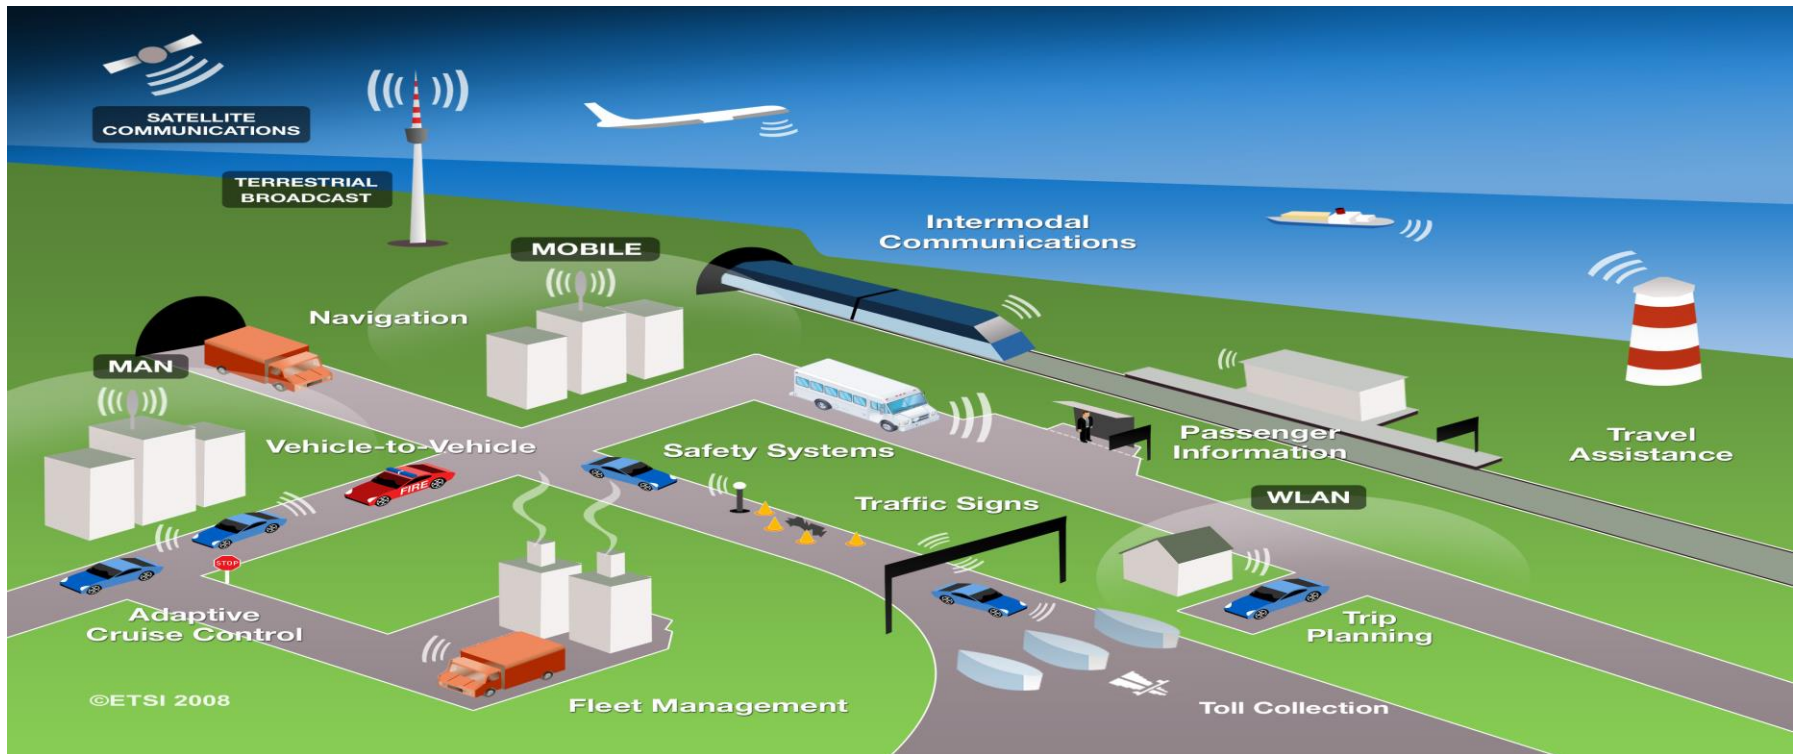 SATELLITE
COMMUNICATIONS
TERRESTRIAL
BROADCAST
MOBILE
Intermodal
Communications
Navigation
MAN
Vehicle-to-Vehicle
FIRE
Safety Systems
Passenger
Information
Travel
Assistance
Traffic Signs
WLAN
STOP
Adaptive
Cruise Control
Trip
Planning
©ETSI 2008
Fleet Management
Toll Collection